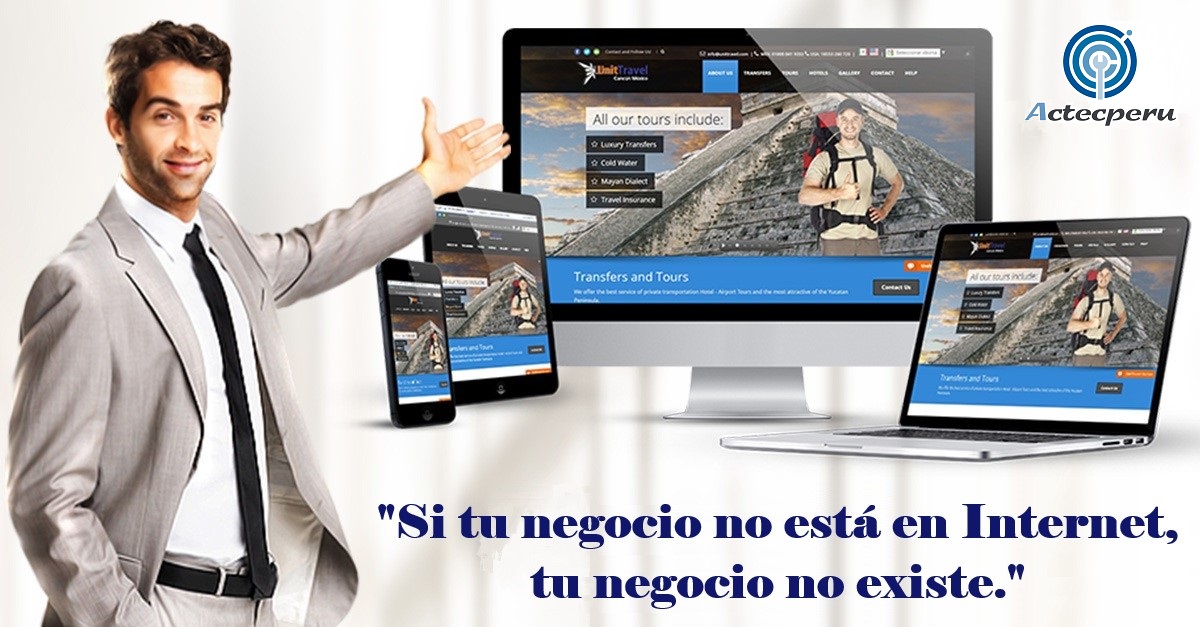 Actecperu
Contact and Follow Us!
UnitTravel
Cancun Mexico
ABOUT US TRANSFERS TOURS HOTELS GALLERY CONTACT HELP
All our tours include:
Luxury Transfers
Cold Water
Mayan Dialect
Travel Insurance
Transfers and Tours
We offer the best service of private transportation Hotel - Airport Tours and the most attractive of the Yucatan
Peninsula
Contact Us
UnitTravel
All our tours include:
Luxury Transfers
Cold Water
Mayan Dialect
Travel Insurance
Transfers and Tours
Contact Us
"Si tu negocio no está en Internet,
tu negocio no existe."